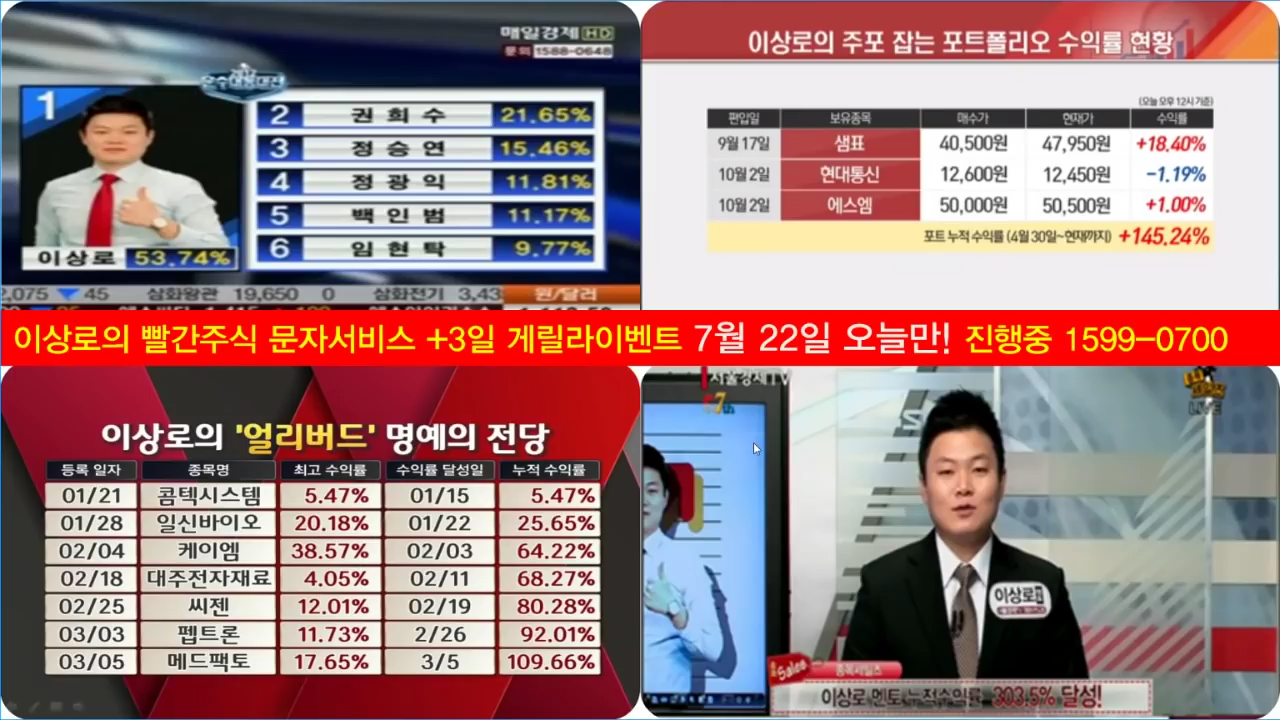 매일경제 HD
문의 1588-0648
1
이상로 53.74%
2 권희수 21.65%
3 정승연 15.46%
4 정광익 11.81%
5 백인범 11.17%
6 임현탁 9.77%
2,075 ▼ 45 삼화왕관 19,650 0 삼화전기 3,43
원/달러
이상로의 주포 잡는 포트폴리오 수익률 현황
(오늘 오후 12시 기준)
편입일 보유종목 매수가 현재가 수익률
9월 17일 샘표 40,500원 47,950원 +18.40%
10월 2일 현대통신 12,600원 12,450원 -1.19%
10월 2일 에스엠 50,000원 50,500원 +1.00%
포트 누적 수익률 (4월 30일~현재까지) +145.24%
이상로의 빨간주식 문자서비스 +3일 게릴라이벤트 7월 22일 오늘만! 진행중 1599-0700
이상로의 '얼리버드' 명예의 전당
등록 일자 종목명 최고 수익률 수익률 달성일 누적 수익률
01/21 콤텍시스템 5.47% 01/15 5.47%
01/28 일신바이오 20.18% 01/22 25.65%
02/04 케이엠 38.57% 02/03 64.22%
02/18 대주전자재료 4.05% 02/11 68.27%
02/25 씨젠 12.01% 02/19 80.28%
03/03 펩트론 11.73% 2/26 92.01%
03/05 메드팩토 17.65% 3/5 109.66%
서울경제TV
7th
LIVE
이상로
Sales
종목세일즈
이상로 멘토 누적수익률 303.5% 달성!